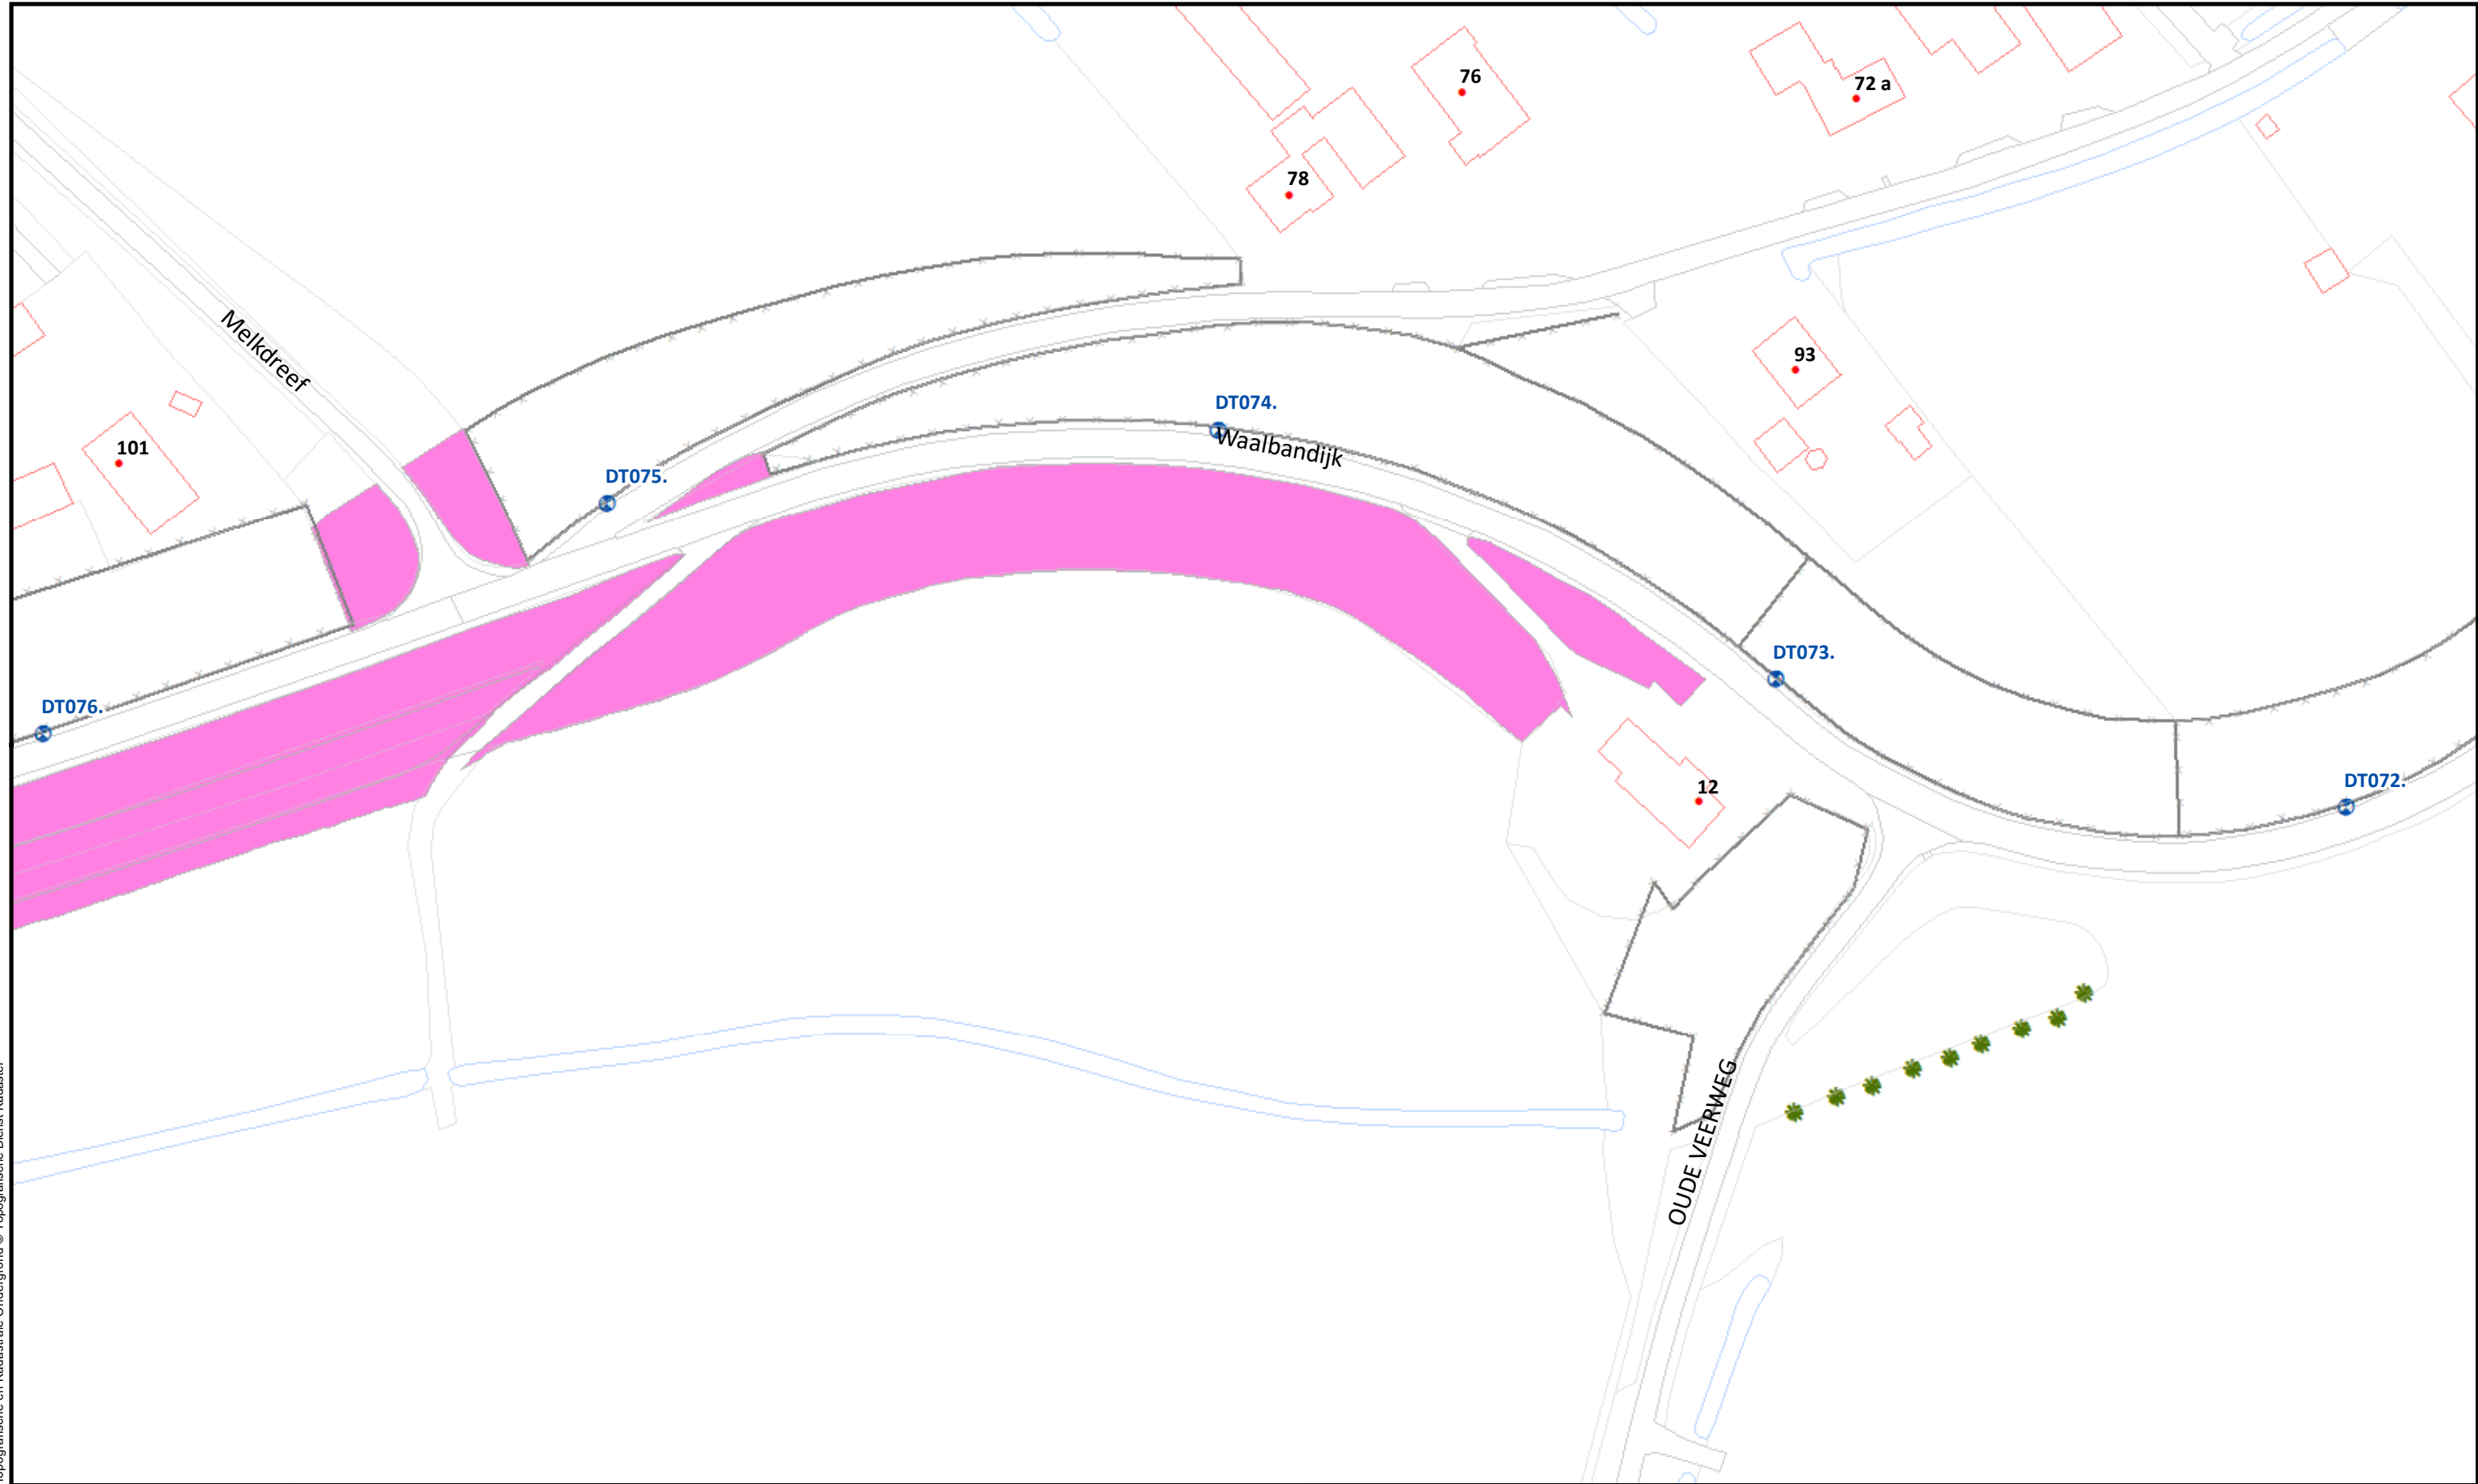 76
72 a
78
Melkdreef
93
DT074.
Waalbandijk
101
DT075.
DT073.
DT076.
DT072.
12
OUDE VEERWEG